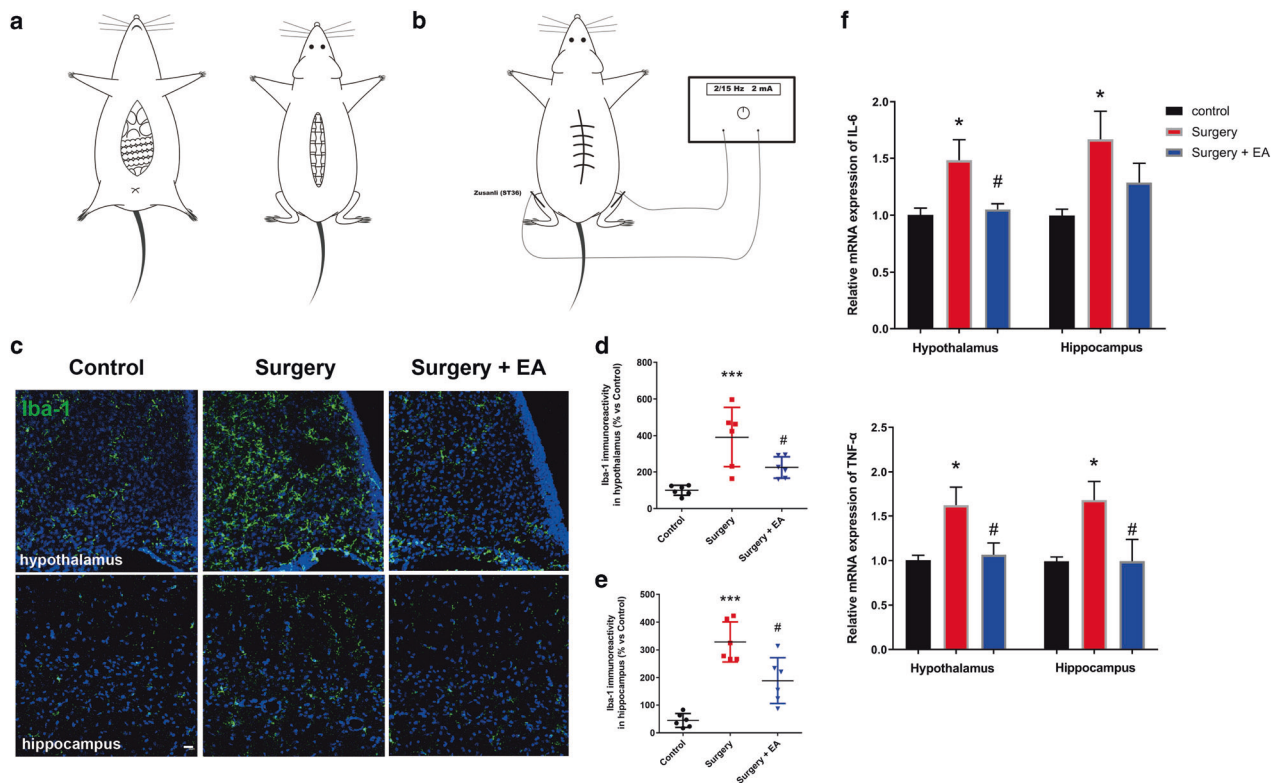 a
b
2/15 Hz 2 mA
Zusanli (ST36)
c
Control
Surgery
Surgery + EA
Iba-1
hypothalamus
hippocampus
d
Iba-1 immunoreactivity
in hypothalamus (% vs Control)
800
600
400
200
0
***
#
Control
Surgery
Surgery + EA
e
Iba-1 immunoreactivity
in hippocampus (% vs Control)
500
400
300
200
100
0
***
#
Control
Surgery
Surgery + EA
f
Relative mRNA expression of IL-6
2.0
1.5
1.0
0.5
0.0
*
#
*
Hypothalamus
Hippocampus
control
Surgery
Surgery + EA
Relative mRNA expression of TNF-α
2.5
2.0
1.5
1.0
0.5
0.0
*
#
*
#
Hypothalamus
Hippocampus